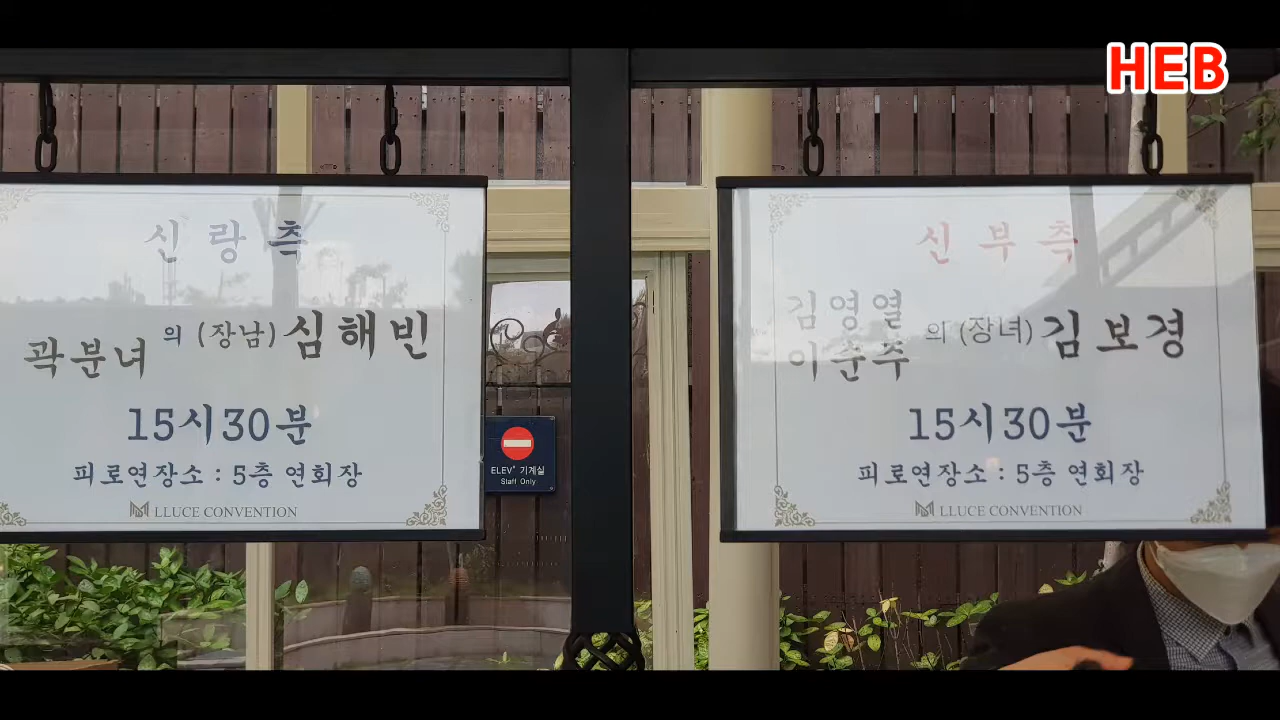 HEB
신랑측
곽분녀 의 (장남) 심해빈
15시30분
피로연장소 : 5층 연회장
LLUCE CONVENTION
ELEV' 기계실
Staff Only
신부측
김영열
이순주 의 (장녀) 김보경
15시30분
피로연장소 : 5층 연회장
LLUCE CONVENTION